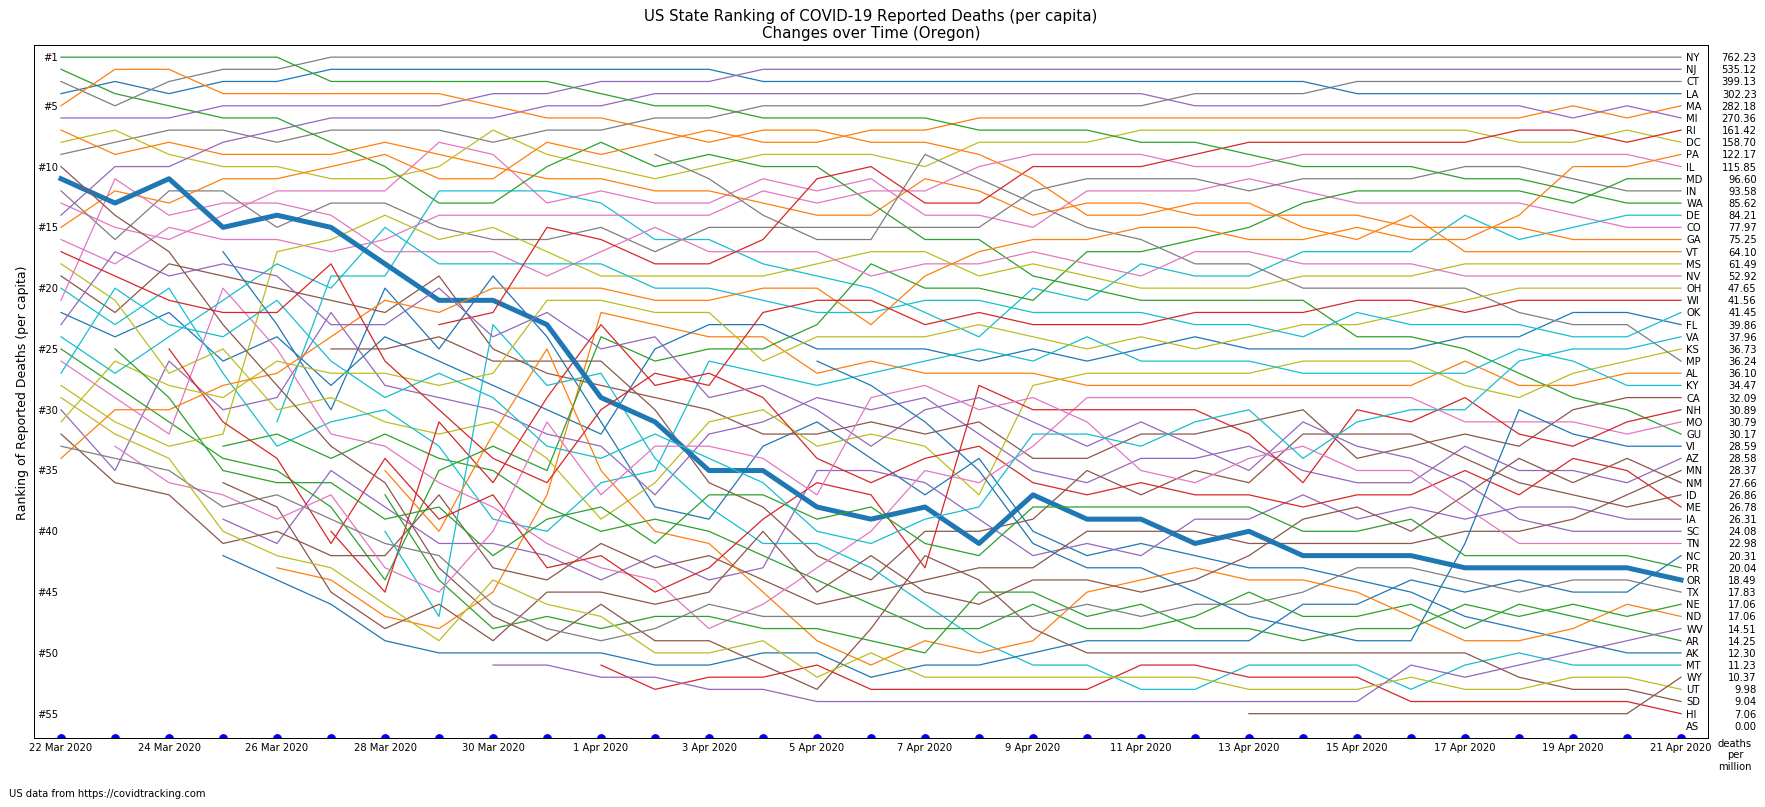 US State Ranking of COVID-19 Reported Deaths (per capita)
Changes over Time (Oregon)
Ranking of Reported Deaths (per capita)
#1
#5
#10
#15
#20
#25
#30
#35
#40
#45
#50
#55
NY 762.23
NJ 535.12
CT 399.13
LA 302.23
MA 282.18
MI 270.36
RI 161.42
DC 158.70
PA 122.17
IL 115.85
MD 96.60
IN 93.58
WA 85.62
DE 84.21
CO 77.97
GA 75.25
VT 64.10
MS 61.49
NV 52.92
OH 47.65
WI 41.56
OK 41.45
FL 39.86
VA 37.96
KS 36.73
MP 36.24
AL 36.10
KY 34.47
CA 32.09
NH 30.89
MO 30.79
GU 30.17
VI 28.59
AZ 28.58
MN 28.37
NM 27.66
ID 26.86
ME 26.78
IA 26.31
SC 24.08
TN 22.98
NC 20.31
PR 20.04
OR 18.49
TX 17.83
NE 17.06
ND 17.06
WV 14.51
AR 14.25
AK 12.30
MT 11.23
WY 10.37
UT 9.98
SD 9.04
HI 7.06
AS 0.00
22 Mar 2020 24 Mar 2020 26 Mar 2020 28 Mar 2020 30 Mar 2020 1 Apr 2020 3 Apr 2020 5 Apr 2020 7 Apr 2020 9 Apr 2020 11 Apr 2020 13 Apr 2020 15 Apr 2020 17 Apr 2020 19 Apr 2020 21 Apr 2020
deaths
per
million
US data from https://covidtracking.com